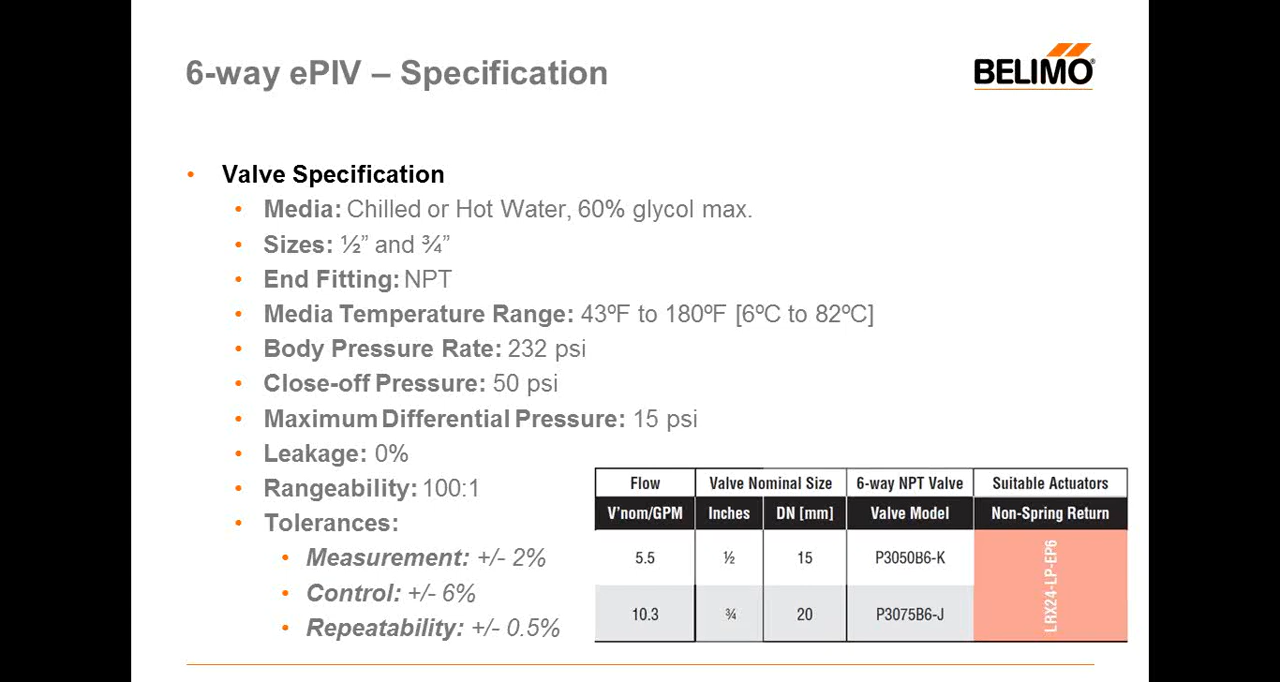 6-way ePIV – Specification
BELIMO®
• Valve Specification
• Media: Chilled or Hot Water, 60% glycol max.
• Sizes: ½” and ¾”
• End Fitting: NPT
• Media Temperature Range: 43ºF to 180ºF [6ºC to 82ºC]
• Body Pressure Rate: 232 psi
• Close-off Pressure: 50 psi
• Maximum Differential Pressure: 15 psi
• Leakage: 0%
• Rangeability: 100:1
• Tolerances:
• Measurement: +/- 2%
• Control: +/- 6%
• Repeatability: +/- 0.5%
Flow Valve Nominal Size 6-way NPT Valve Suitable Actuators
V'nom/GPM Inches DN [mm] Valve Model Non-Spring Return
5.5 ½ 15 P3050B6-K
10.3 ¾ 20 P3075B6-J
LRX24-LP-EP6